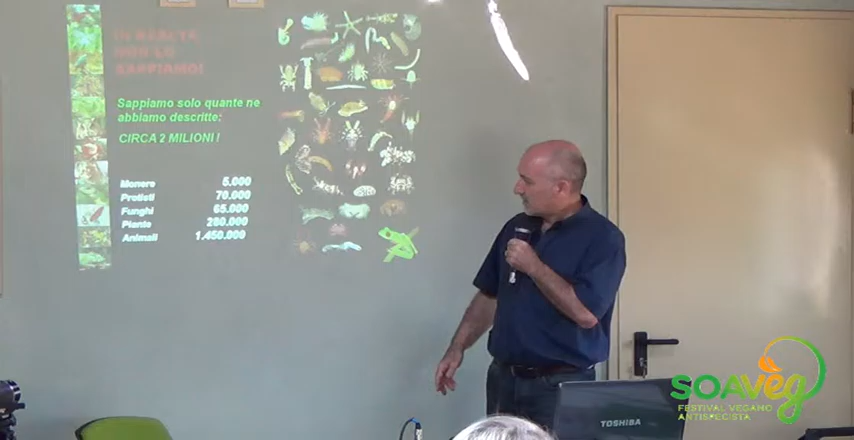 IN REALTÀ
NON LO
SAPPIAMO!
Sappiamo solo quante ne
abbiamo descritte:
CIRCA 2 MILIONI !
Monere 5.000
Protisti 70.000
Funghi 65.000
Piante 280.000
Animali 1.450.000
TOSHIBA
SOAVEg
FESTIVAL VEGANO
ANTISPECISTA